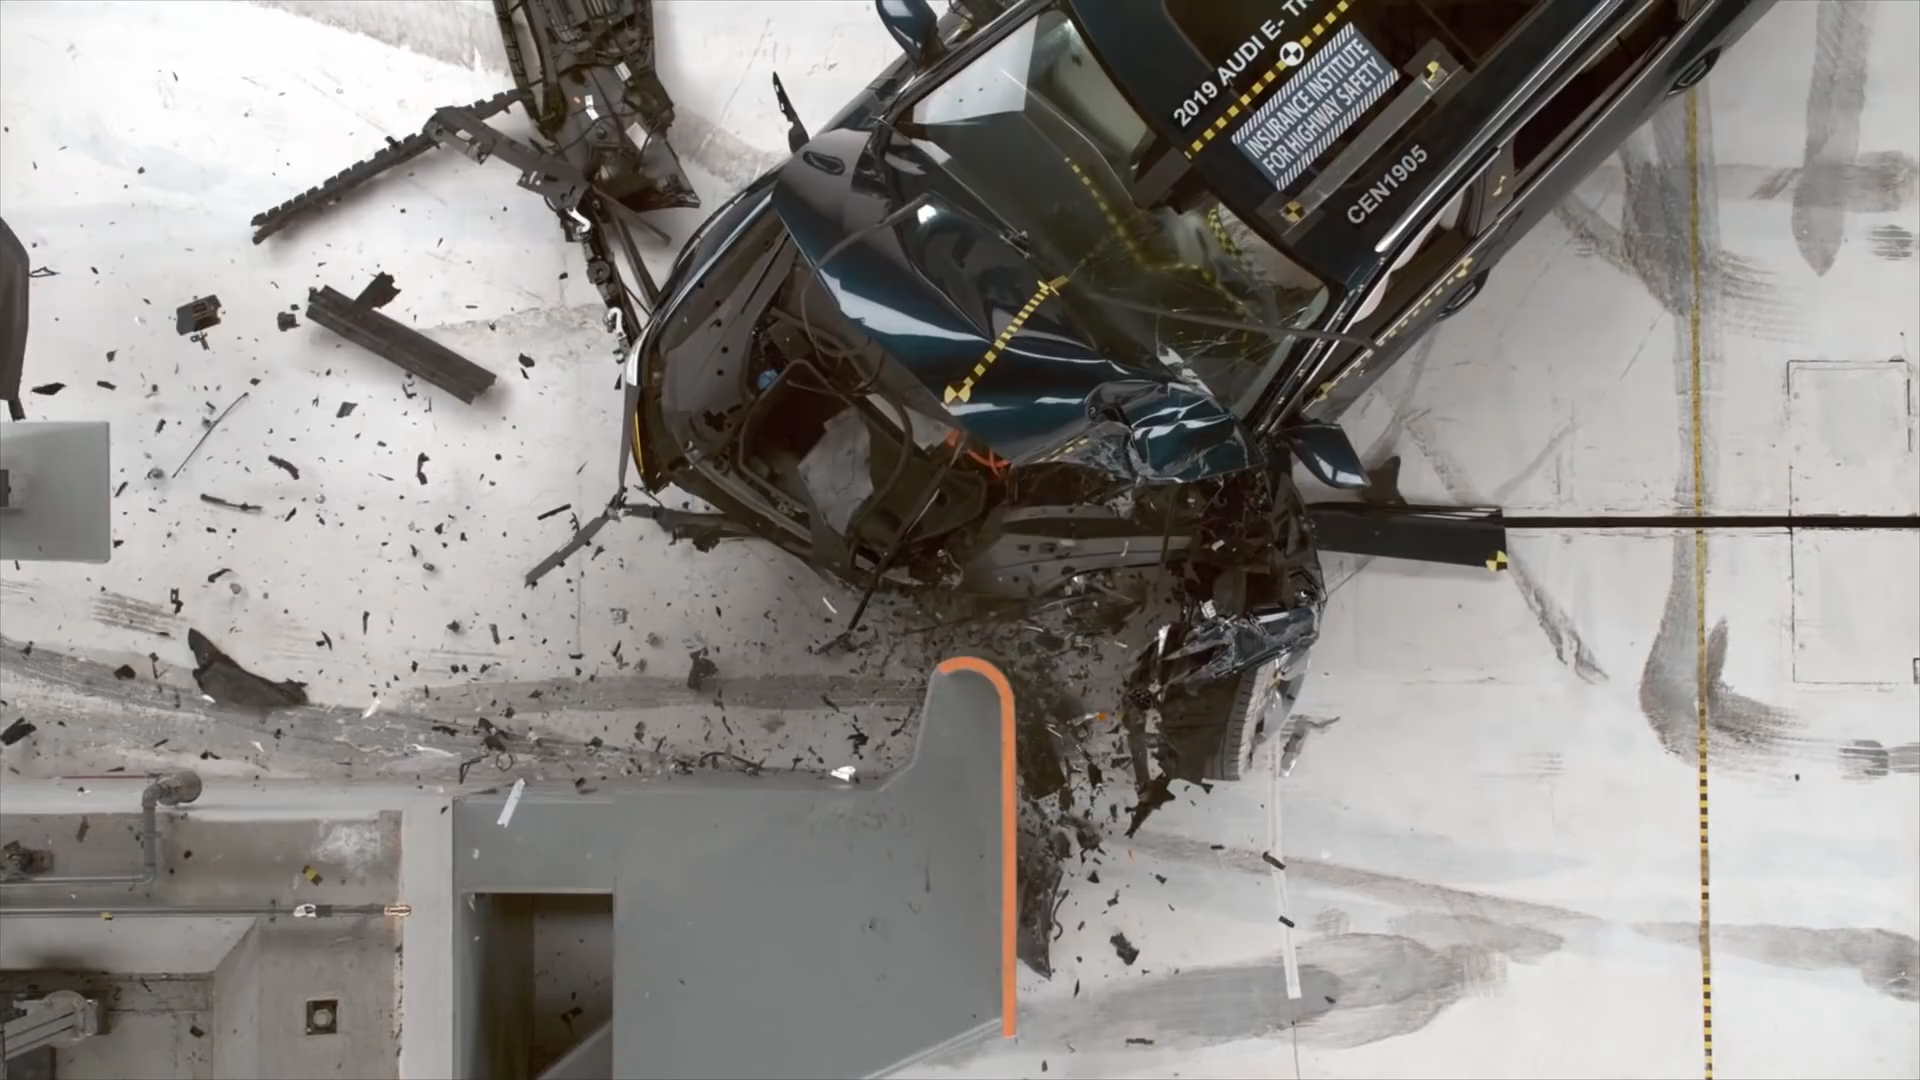 2019 AUDI E- TR
INSURANCE INSTITUTE
FOR HIGHWAY SAFETY
CEN1905